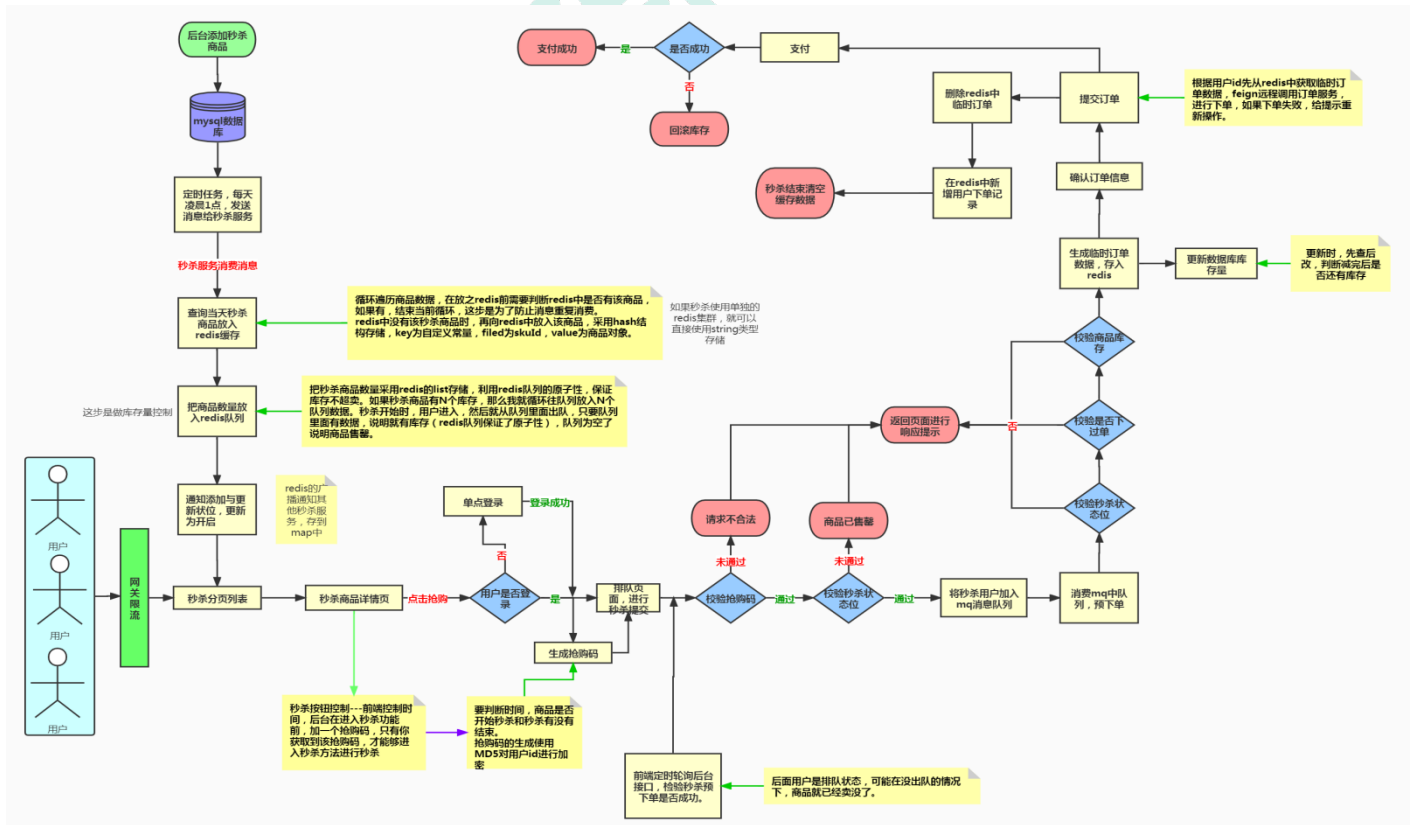 后台添加秒杀
商品
mysql数据
库
定时任务，每天
凌晨1点，发送
消息给秒杀服务
秒杀服务消费消息
查询当天秒杀
商品放入
redis缓存
循环遍历商品数据，在放之redis前需要判断redis中是否有该商品，
如果有，结束当前循环，这步是为了防止消息重复消费。
redis中没有该秒杀商品时，再向redis中放入该商品，采用hash结
构存储，key为自定义常量，filed为skuId，value为商品对象。
如果秒杀使用单独的
redis集群，就可以
直接使用string类型
存储
这步是做库存量控制
把商品数量放
入redis队列
把秒杀商品数量采用redis的list存储，利用redis队列的原子性，保证
库存不超卖。如果秒杀商品有N个库存，那么我就循环往队列放入N个
队列数据。秒杀开始时，用户进入，然后就从队列里面出队，只要队列
里面有数据，说明就有库存（redis队列保证了原子性），队列为空了
说明商品售罄。
通知添加与更
新状位，更新
为开启
redis的广
播通知其
他秒杀服
务，存到
map中
用户
用户
用户
网
关
限
流
秒杀分页列表
秒杀商品详情页
点击抢购
用户是否登
录
否
单点登录
登录成功
是
生成抢购码
排队页
面，进行
秒杀提交
秒杀按钮控制---前端控制时
间，后台在进入秒杀功能
前，加一个抢购码，只有你
获取到该抢购码，才能够进
入秒杀方法进行秒杀
要判断时间，商品是否
开始秒杀和秒杀有没有
结束。
抢购码的生成使用
MD5对用户id进行加
密
前端定时轮询后台
接口，检验秒杀预
下单是否成功。
后面用户是排队状态，可能在没出队的情况
下，商品就已经卖没了。
校验抢购码
未通过
请求不合法
通过
校验秒杀状
态位
未通过
商品已售罄
通过
返回页面进行
响应提示
将秒杀用户加入
mq消息队列
消费mq中队
列，预下单
校验秒杀状
态位
校验是否下
过单
否
校验商品库
存
生成临时订单
数据，存入
redis
更新数据库库
存量
更新时，先查后
改，判断减完后是
否还有库存
确认订单信息
提交订单
根据用户id先从redis中获取临时订
单数据，feign远程调用订单服务，
进行下单，如果下单失败，给提示重
新操作。
删除redis中
临时订单
在redis中新
增用户下单记
录
秒杀结束清空
缓存数据
支付
是否成功
是
支付成功
否
回滚库存